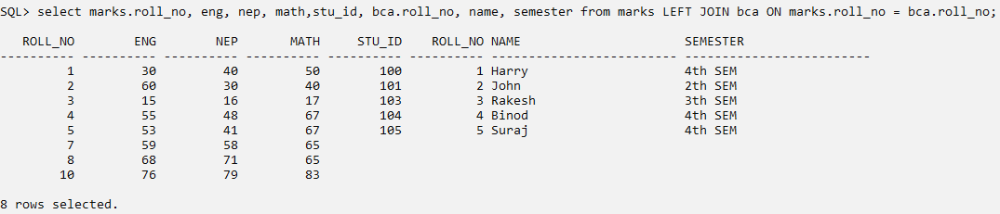 SQL> select marks.roll_no, eng, nep, math,stu_id, bca.roll_no, name, semester from marks LEFT JOIN bca ON marks.roll_no = bca.roll_no;
ROLL_NO ENG NEP MATH STU_ID ROLL_NO NAME SEMESTER
---------- ---------- ---------- ---------- ---------- ---------- ------------------------- -------------------------
1 30 40 50 100 1 Harry 4th SEM
2 60 30 40 101 2 John 2th SEM
3 15 16 17 103 3 Rakesh 3th SEM
4 55 48 67 104 4 Binod 4th SEM
5 53 41 67 105 5 Suraj 4th SEM
7 59 58 65
8 68 71 65
10 76 79 83
8 rows selected.